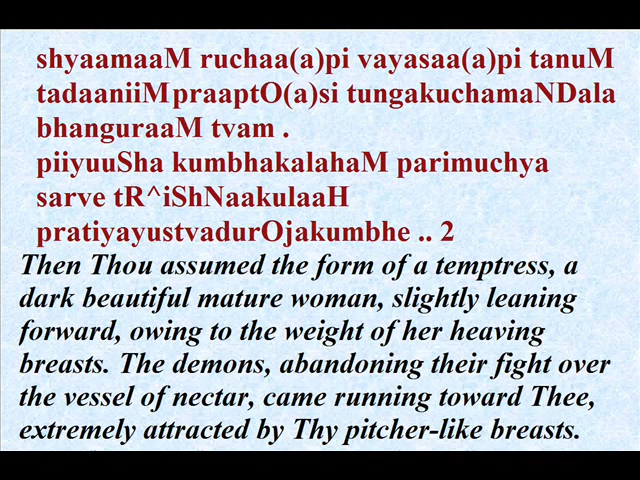 shyaamaaM ruchaa(a)pi vayasaa(a)pi tanuM
tadaaniiM praaptO(a)si tungakuchamaNDala
bhanguraaM tvam .
piiyuuSha kumbhakalahaM parimuchya
sarve tR^iShNaakulaaH
pratiyayustvadurOjakumbhe .. 2
Then Thou assumed the form of a temptress, a
dark beautiful mature woman, slightly leaning
forward, owing to the weight of her heaving
breasts. The demons, abandoning their fight over
the vessel of nectar, came running toward Thee,
extremely attracted by Thy pitcher-like breasts.